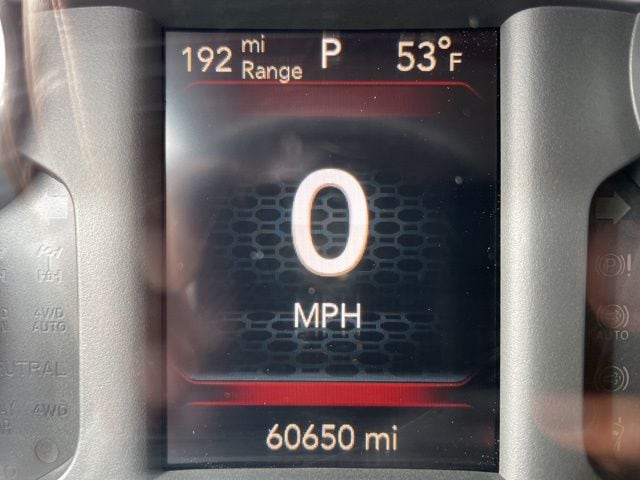 192 mi Range P 53°F
0
MPH
60650 mi
4WD AUTO
AUTO
4WD